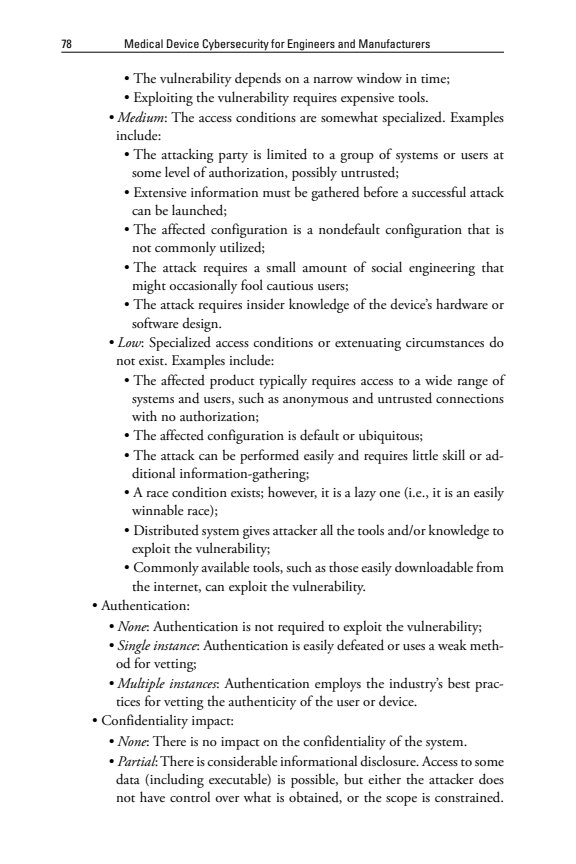 78 Medical Device Cybersecurity for Engineers and Manufacturers
• The vulnerability depends on a narrow window in time;
• Exploiting the vulnerability requires expensive tools.
• Medium: The access conditions are somewhat specialized. Examples
include:
• The attacking party is limited to a group of systems or users at
some level of authorization, possibly untrusted;
• Extensive information must be gathered before a successful attack
can be launched;
• The affected configuration is a nondefault configuration that is
not commonly utilized;
• The attack requires a small amount of social engineering that
might occasionally fool cautious users;
• The attack requires insider knowledge of the device’s hardware or
software design.
• Low: Specialized access conditions or extenuating circumstances do
not exist. Examples include:
• The affected product typically requires access to a wide range of
systems and users, such as anonymous and untrusted connections
with no authorization;
• The affected configuration is default or ubiquitous;
• The attack can be performed easily and requires little skill or ad-
ditional information-gathering;
• A race condition exists; however, it is a lazy one (i.e., it is an easily
winnable race);
• Distributed system gives attacker all the tools and/or knowledge to
exploit the vulnerability;
• Commonly available tools, such as those easily downloadable from
the internet, can exploit the vulnerability.
• Authentication:
• None: Authentication is not required to exploit the vulnerability;
• Single instance: Authentication is easily defeated or uses a weak meth-
od for vetting;
• Multiple instances: Authentication employs the industry’s best prac-
tices for vetting the authenticity of the user or device.
• Confidentiality impact:
• None: There is no impact on the confidentiality of the system.
• Partial: There is considerable informational disclosure. Access to some
data (including executable) is possible, but either the attacker does
not have control over what is obtained, or the scope is constrained.